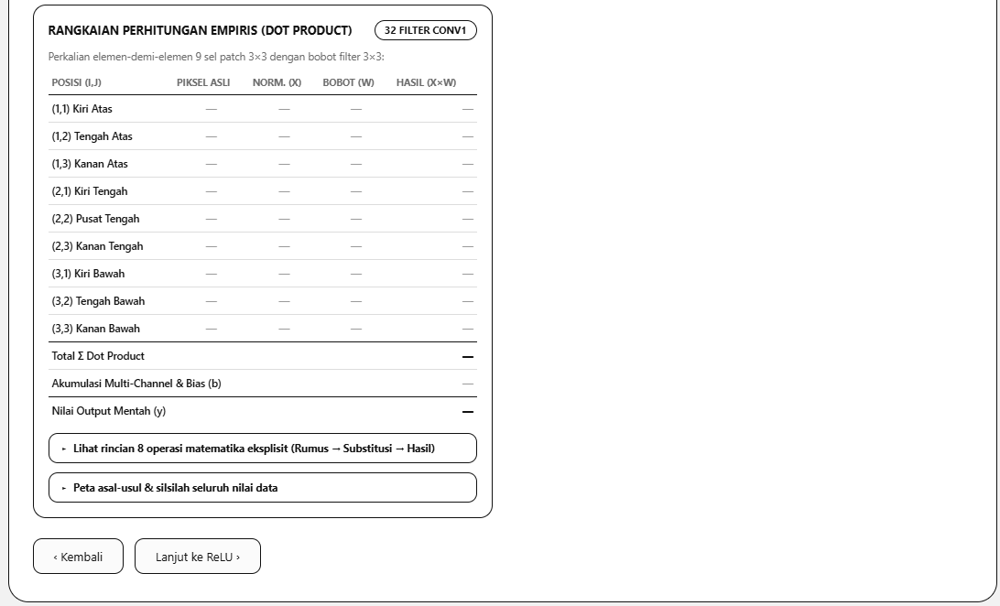 RANGKAIAN PERHITUNGAN EMPIRIS (DOT PRODUCT) 32 FILTER CONV1
Perkalian elemen-demi-elemen 9 sel patch 3×3 dengan bobot filter 3×3:
POSISI (I,J) PIKSEL ASLI NORM. (X) BOBOT (W) HASIL (X×W)
(1,1) Kiri Atas — — — —
(1,2) Tengah Atas — — — —
(1,3) Kanan Atas — — — —
(2,1) Kiri Tengah — — — —
(2,2) Pusat Tengah — — — —
(2,3) Kanan Tengah — — — —
(3,1) Kiri Bawah — — — —
(3,2) Tengah Bawah — — — —
(3,3) Kanan Bawah — — — —
Total Σ Dot Product —
Akumulasi Multi-Channel & Bias (b) —
Nilai Output Mentah (y) —
► Lihat rincian 8 operasi matematika eksplisit (Rumus → Substitusi → Hasil)
► Peta asal-usul & silsilah seluruh nilai data
‹ Kembali Lanjut ke ReLU ›